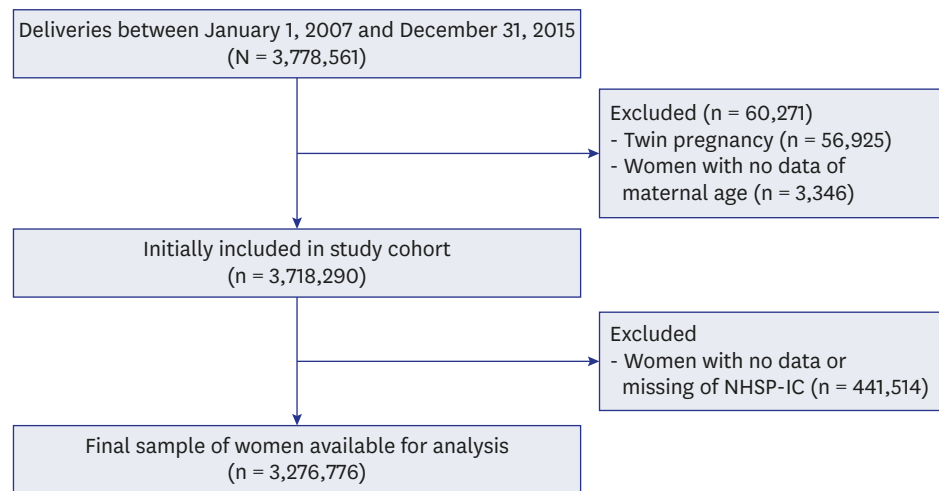 Deliveries between January 1, 2007 and December 31, 2015
(N = 3,778,561)
Excluded (n = 60,271)
- Twin pregnancy (n = 56,925)
- Women with no data of
maternal age (n = 3,346)
Initially included in study cohort
(n = 3,718,290)
Excluded
- Women with no data or
missing of NHSP-IC (n = 441,514)
Final sample of women available for analysis
(n = 3,276,776)